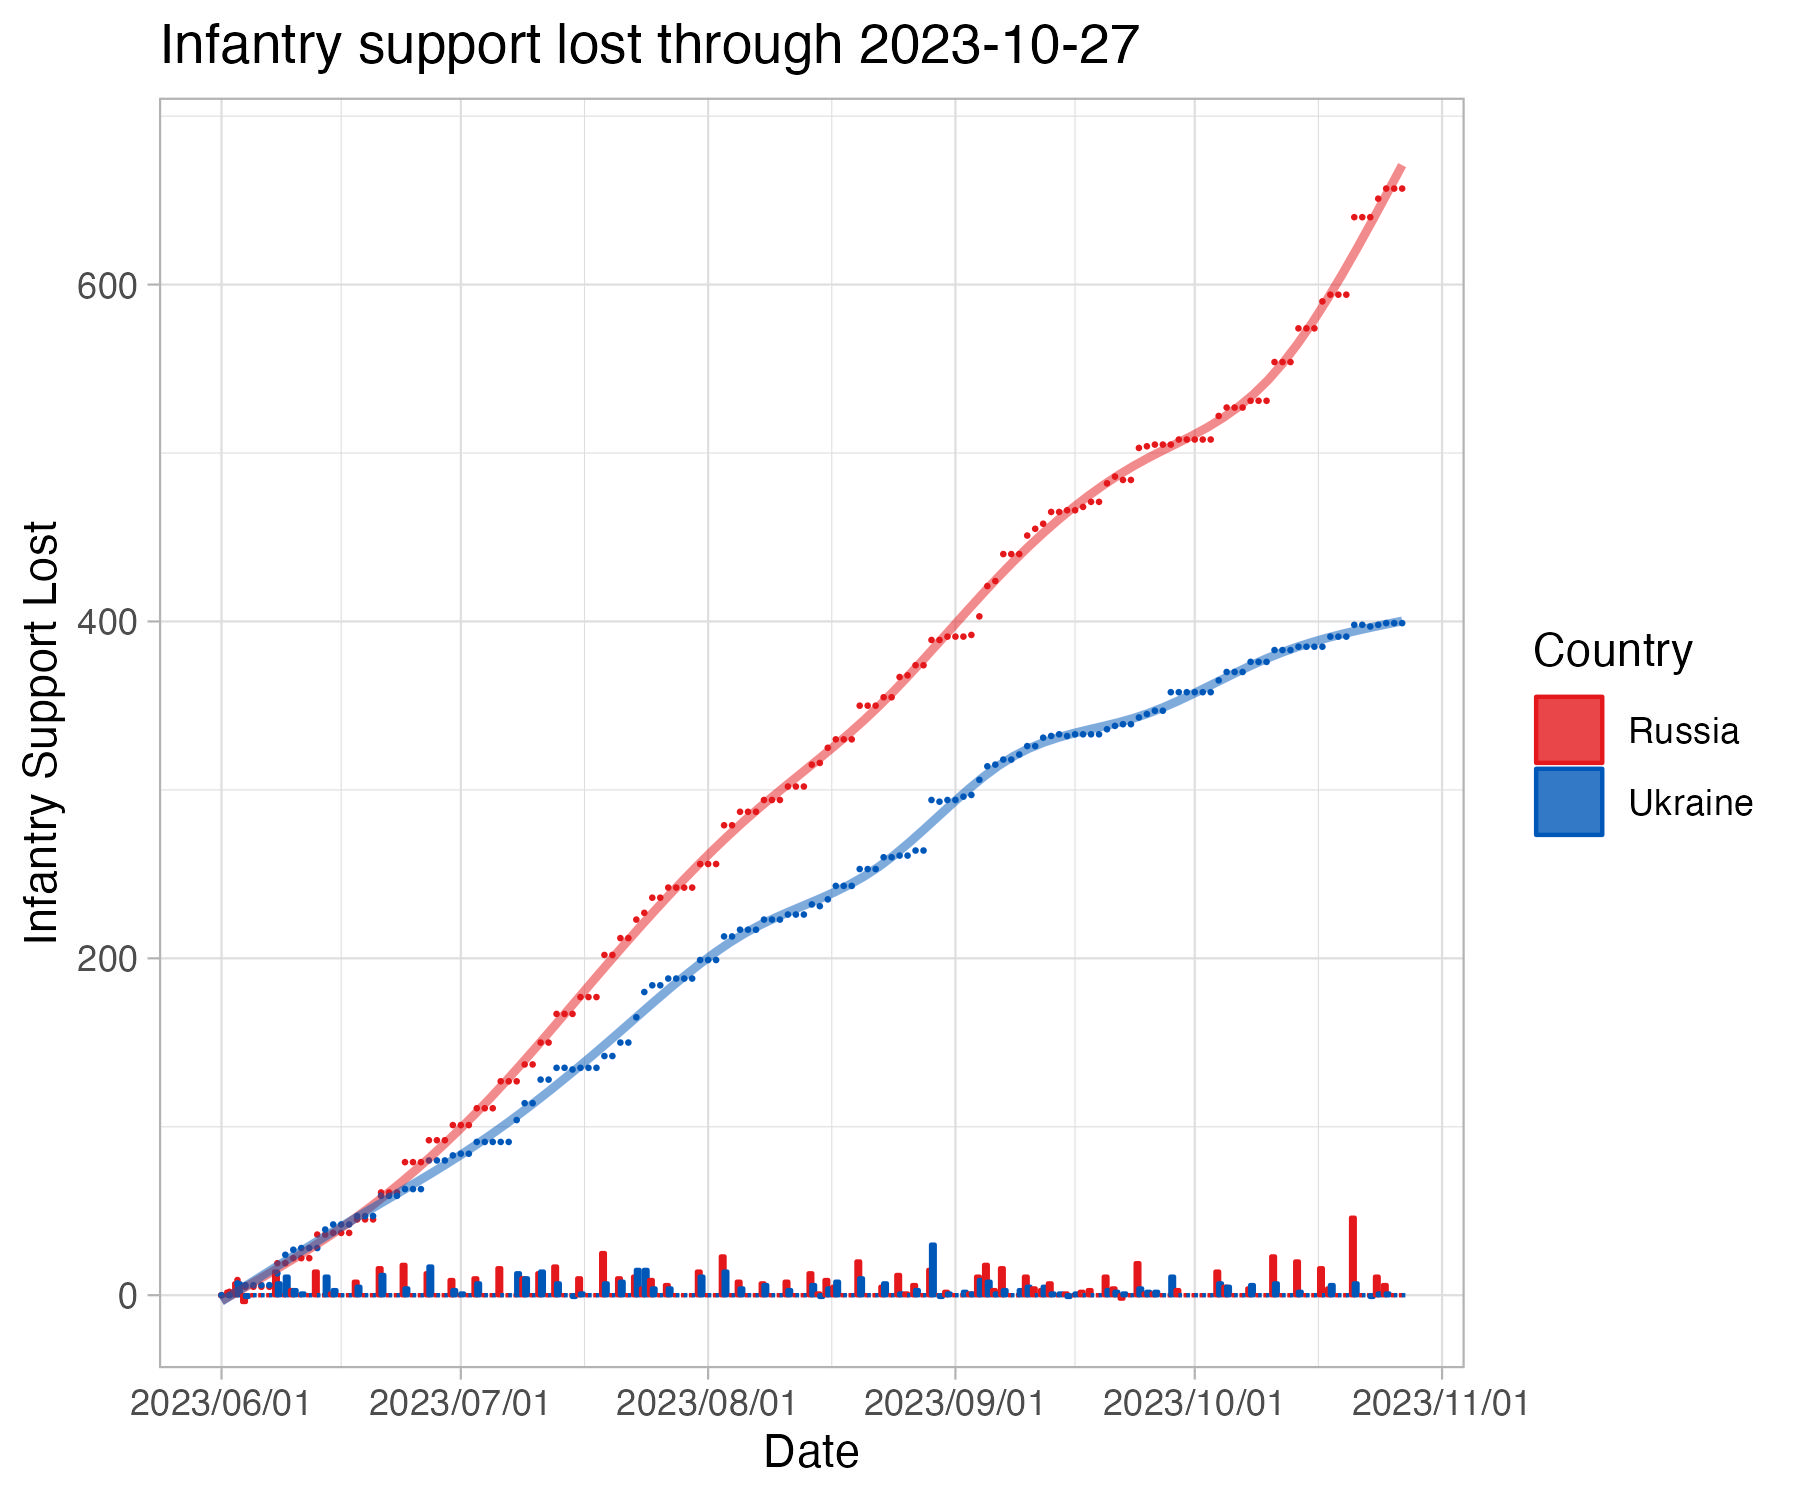 Infantry support lost through 2023-10-27
Infantry Support Lost
600
400
200
0
2023/06/01 2023/07/01 2023/08/01 2023/09/01 2023/10/01 2023/11/01
Date
Country
Russia
Ukraine